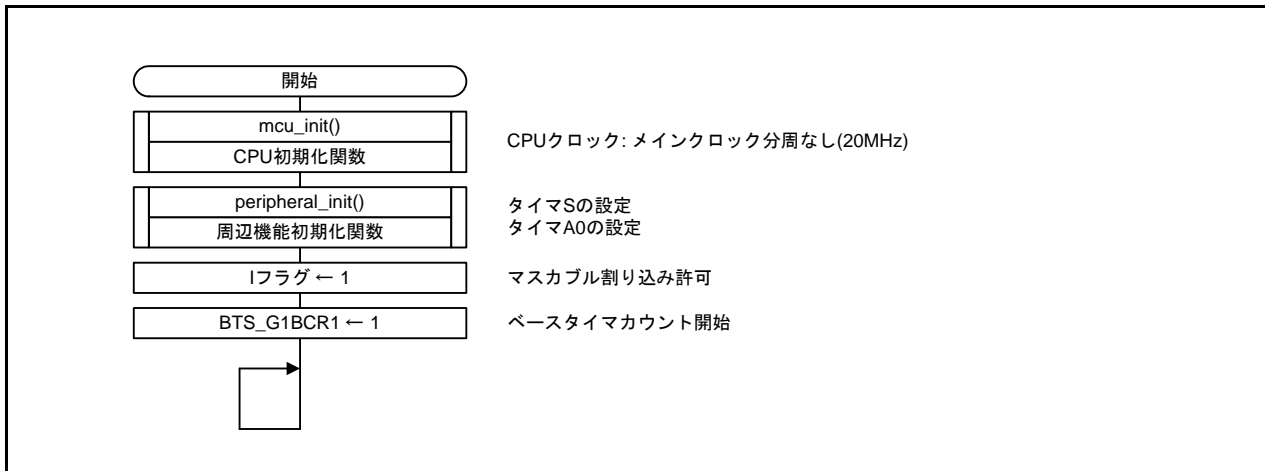 開始
mcu_init()
CPU初期化関数
CPUクロック: メインクロック分周なし(20MHz)
peripheral_init()
周辺機能初期化関数
タイマSの設定
タイマA0の設定
Iフラグ ← 1
マスカブル割り込み許可
BTS_G1BCR1 ← 1
ベースタイマカウント開始